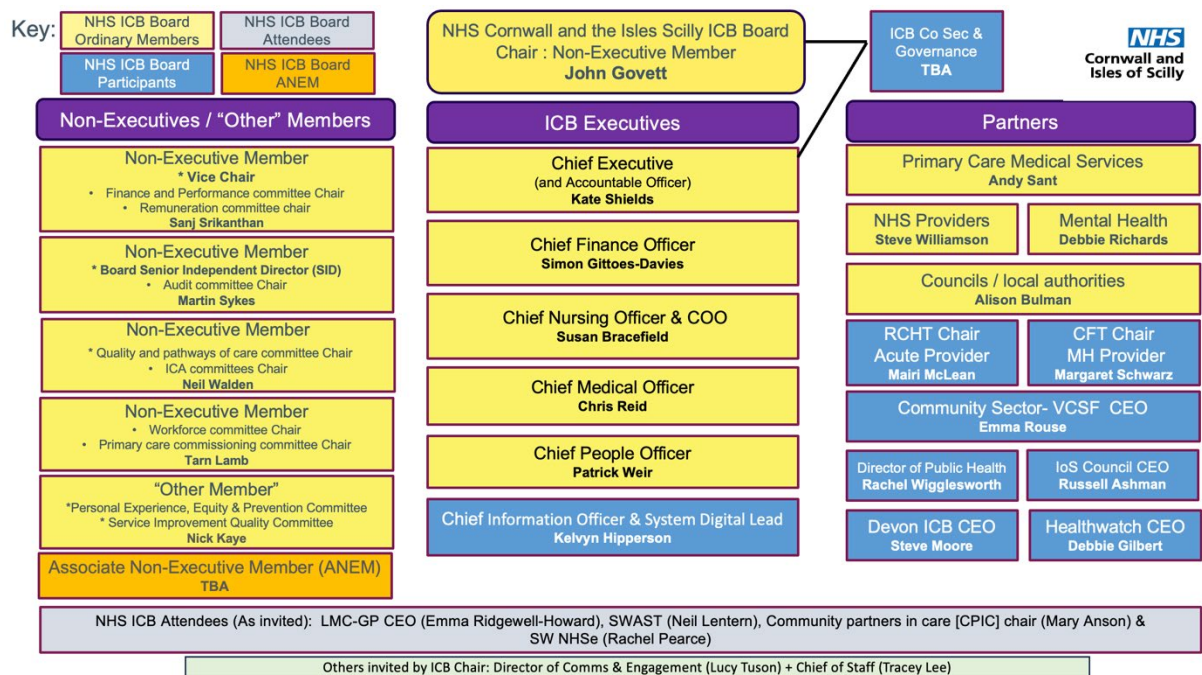 Key:
NHS ICB Board
Ordinary Members
NHS ICB Board
Attendees
NHS ICB Board
Participants
NHS ICB Board
ANEM
NHS Cornwall and the Isles Scilly ICB Board
Chair : Non-Executive Member
John Govett
ICB Co Sec &
Governance
TBA
NHS
Cornwall and
Isles of Scilly
Non-Executives / “Other” Members
Non-Executive Member
* Vice Chair
• Finance and Performance committee Chair
• Remuneration committee chair
Sanj Srikanthan
Non-Executive Member
* Board Senior Independent Director (SID)
• Audit committee Chair
Martin Sykes
Non-Executive Member
* Quality and pathways of care committee Chair
• ICA committees Chair
Neil Walden
Non-Executive Member
• Workforce committee Chair
• Primary care commissioning committee Chair
Tarn Lamb
“Other Member”
*Personal Experience, Equity & Prevention Committee
* Service Improvement Quality Committee
Nick Kaye
Associate Non-Executive Member (ANEM)
TBA
ICB Executives
Chief Executive
(and Accountable Officer)
Kate Shields
Chief Finance Officer
Simon Gittoes-Davies
Chief Nursing Officer & COO
Susan Bracefield
Chief Medical Officer
Chris Reid
Chief People Officer
Patrick Weir
Chief Information Officer & System Digital Lead
Kelvyn Hipperson
Partners
Primary Care Medical Services
Andy Sant
NHS Providers
Steve Williamson
Mental Health
Debbie Richards
Councils / local authorities
Alison Bulman
RCHT Chair
Acute Provider
Mairi McLean
CFT Chair
MH Provider
Margaret Schwarz
Community Sector- VCSF CEO
Emma Rouse
Director of Public Health
Rachel Wigglesworth
IoS Council CEO
Russell Ashman
Devon ICB CEO
Steve Moore
Healthwatch CEO
Debbie Gilbert
NHS ICB Attendees (As invited): LMC-GP CEO (Emma Ridgewell-Howard), SWAST (Neil Lentern), Community partners in care [CPIC] chair (Mary Anson) &
SW NHSe (Rachel Pearce)
Others invited by ICB Chair: Director of Comms & Engagement (Lucy Tuson) + Chief of Staff (Tracey Lee)